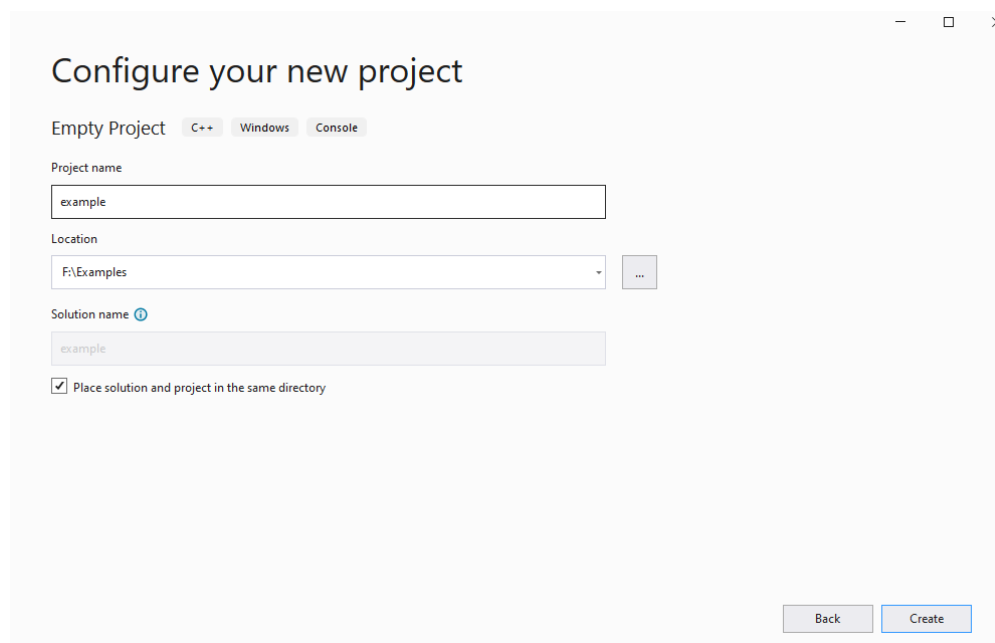 Configure your new project
Empty Project C++ Windows Console
Project name
example
Location
F:\Examples
...
Solution name
example
Place solution and project in the same directory
Back Create